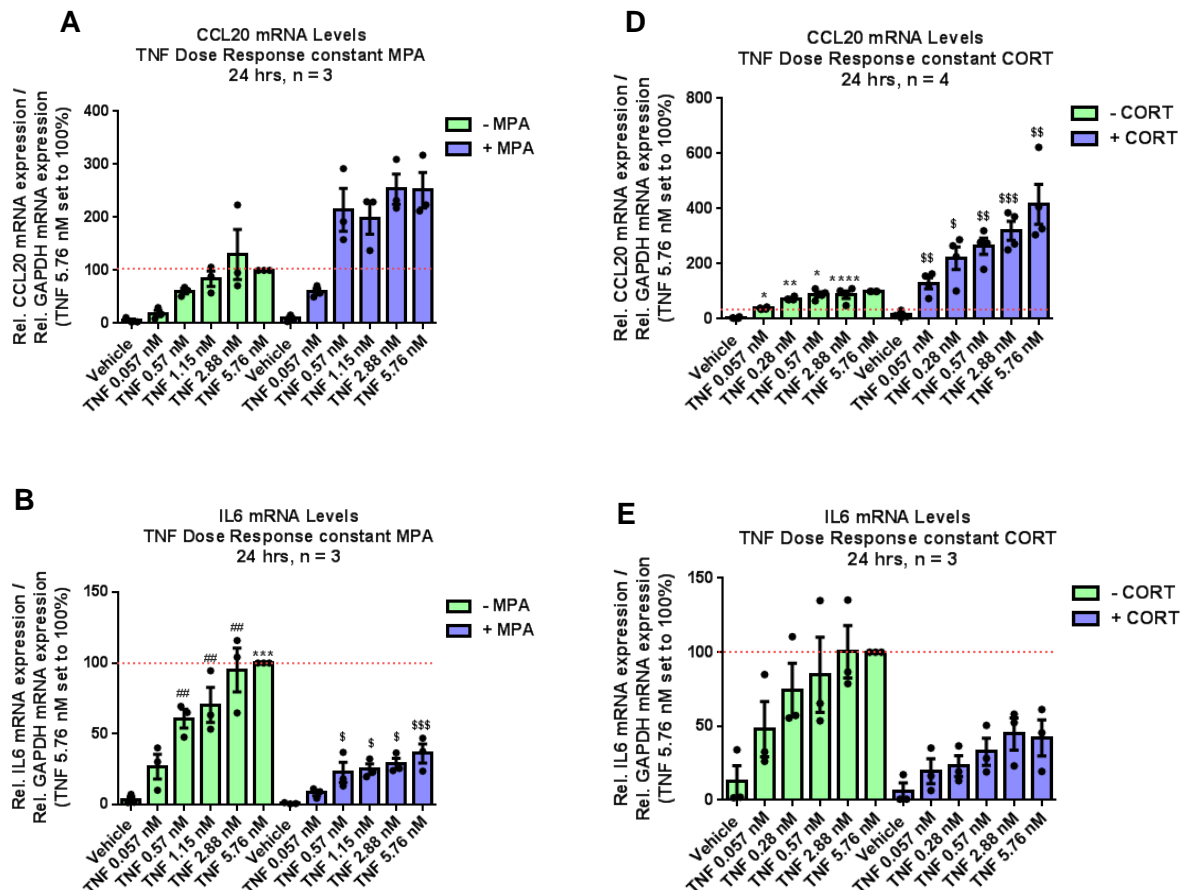 A
CCL20 mRNA Levels
TNF Dose Response constant MPA
24 hrs, n = 3
Rel. CCL20 mRNA expression /
Rel. GAPDH mRNA expression
(TNF 5.76 nM set to 100%)
400
300
200
100
0
- MPA
+ MPA
Vehicle
TNF 0.057 nM
TNF 0.57 nM
TNF 1.15 nM
TNF 2.88 nM
TNF 5.76 nM
Vehicle
TNF 0.057 nM
TNF 0.57 nM
TNF 1.15 nM
TNF 2.88 nM
TNF 5.76 nM
D
CCL20 mRNA Levels
TNF Dose Response constant CORT
24 hrs, n = 4
Rel. CCL20 mRNA expression /
Rel. GAPDH mRNA expression
(TNF 5.76 nM set to 100%)
800
600
400
200
0
- CORT
+ CORT
* ** * **** $$ $ $$ $$$ $$
Vehicle
TNF 0.057 nM
TNF 0.28 nM
TNF 0.57 nM
TNF 2.88 nM
TNF 5.76 nM
Vehicle
TNF 0.057 nM
TNF 0.28 nM
TNF 0.57 nM
TNF 2.88 nM
TNF 5.76 nM
B
IL6 mRNA Levels
TNF Dose Response constant MPA
24 hrs, n = 3
Rel. IL6 mRNA expression /
Rel. GAPDH mRNA expression
(TNF 5.76 nM set to 100%)
150
100
50
0
- MPA
+ MPA
## ## ## *** $ $ $ $$$
Vehicle
TNF 0.057 nM
TNF 0.57 nM
TNF 1.15 nM
TNF 2.88 nM
TNF 5.76 nM
Vehicle
TNF 0.057 nM
TNF 0.57 nM
TNF 1.15 nM
TNF 2.88 nM
TNF 5.76 nM
E
IL6 mRNA Levels
TNF Dose Response constant CORT
24 hrs, n = 3
Rel. IL6 mRNA expression /
Rel. GAPDH mRNA expression
(TNF 5.76 nM set to 100%)
150
100
50
0
- CORT
+ CORT
Vehicle
TNF 0.057 nM
TNF 0.28 nM
TNF 0.57 nM
TNF 2.88 nM
TNF 5.76 nM
Vehicle
TNF 0.057 nM
TNF 0.28 nM
TNF 0.57 nM
TNF 2.88 nM
TNF 5.76 nM